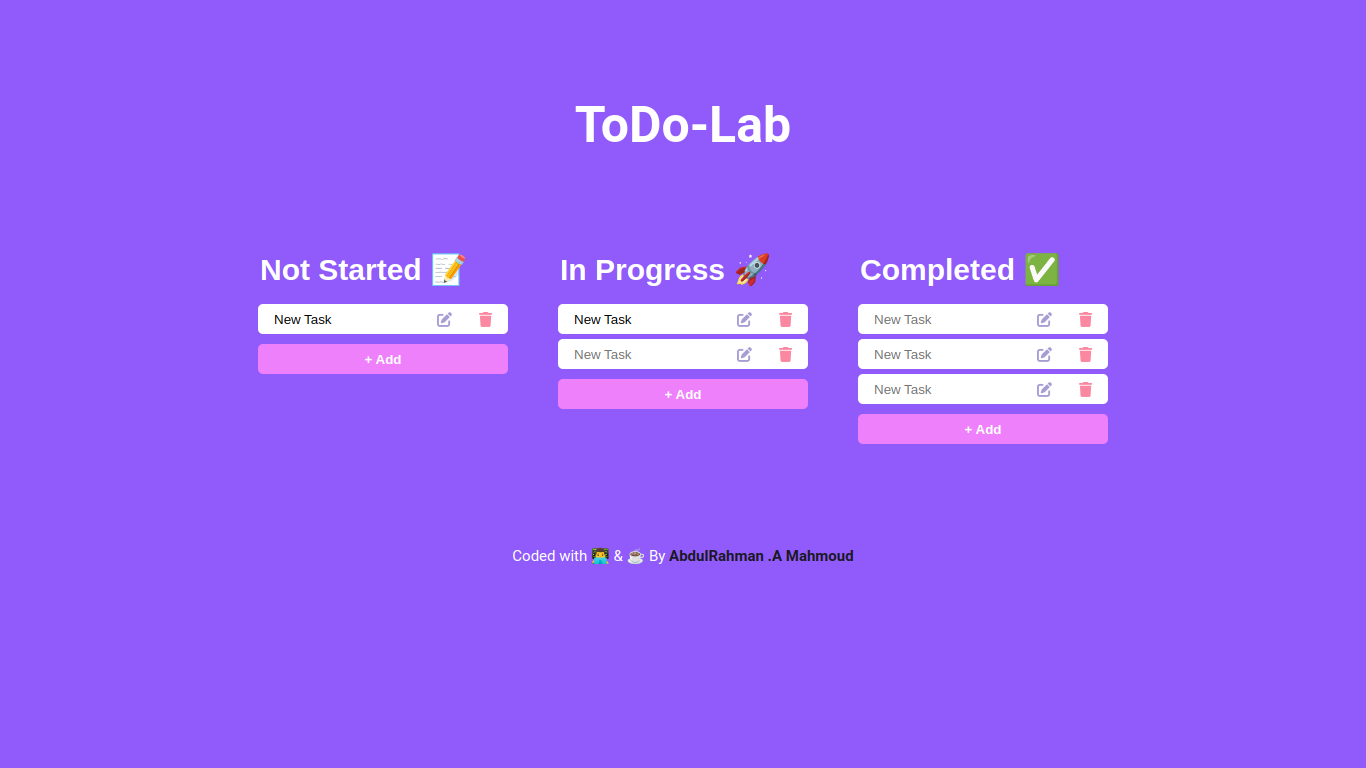 ToDo-Lab
Not Started 📝
New Task
+ Add
In Progress 🚀
New Task
New Task
+ Add
Completed ✅
New Task
New Task
New Task
+ Add
Coded with 👨‍💻 & ☕ By AbdulRahman .A Mahmoud